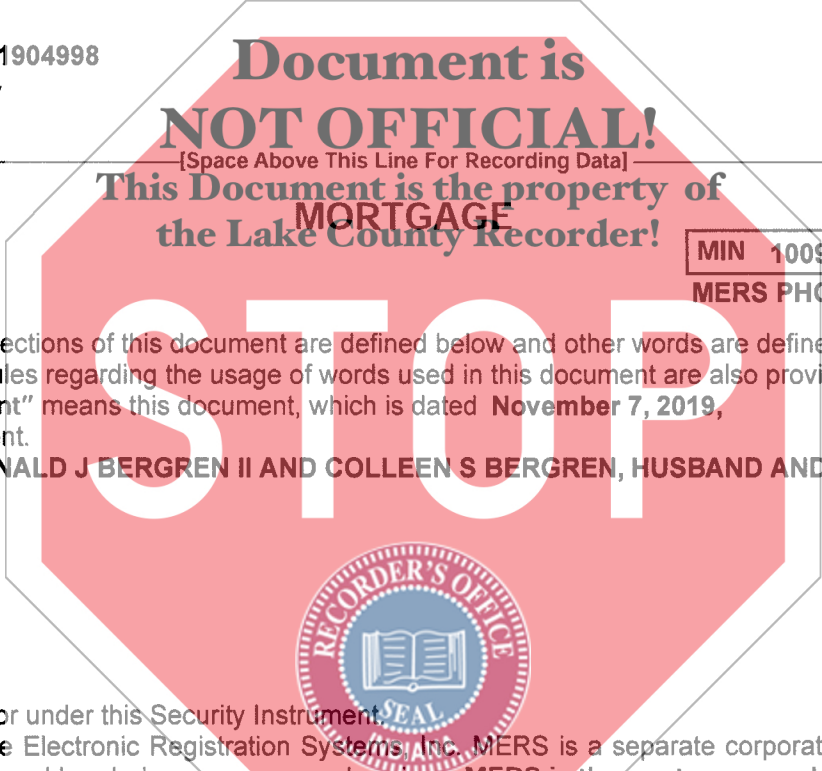 1904998
Document is
NOT OFFICIAL!
[Space Above This Line For Recording Data]
This Document is the property of
MORTGAGE
the Lake County Recorder!
MIN 1009
MERS PHO
ections of this document are defined below and other words are define
les regarding the usage of words used in this document are also provi
nt” means this document, which is dated November 7, 2019,
nt.
NALD J BERGREN II AND COLLEEN S BERGREN, HUSBAND AND
STOP
RECORDER'S OFFICE
SEAL
INDIANA
or under this Security Instrument.
e Electronic Registration Systems, Inc. MERS is a separate corporat